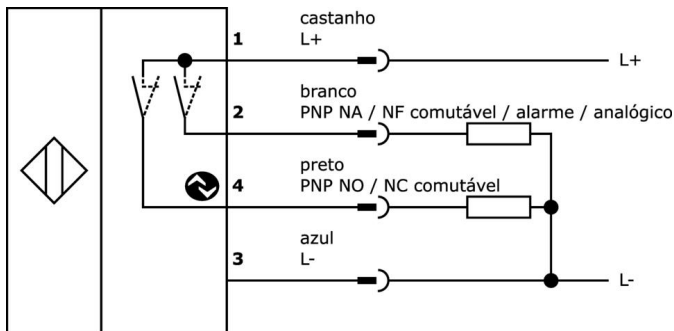 castanho
1 L+
L+
branco
2 PNP NA / NF comutável / alarme / analógico
preto
4 PNP NO / NC comutável
azul
3 L-
L-